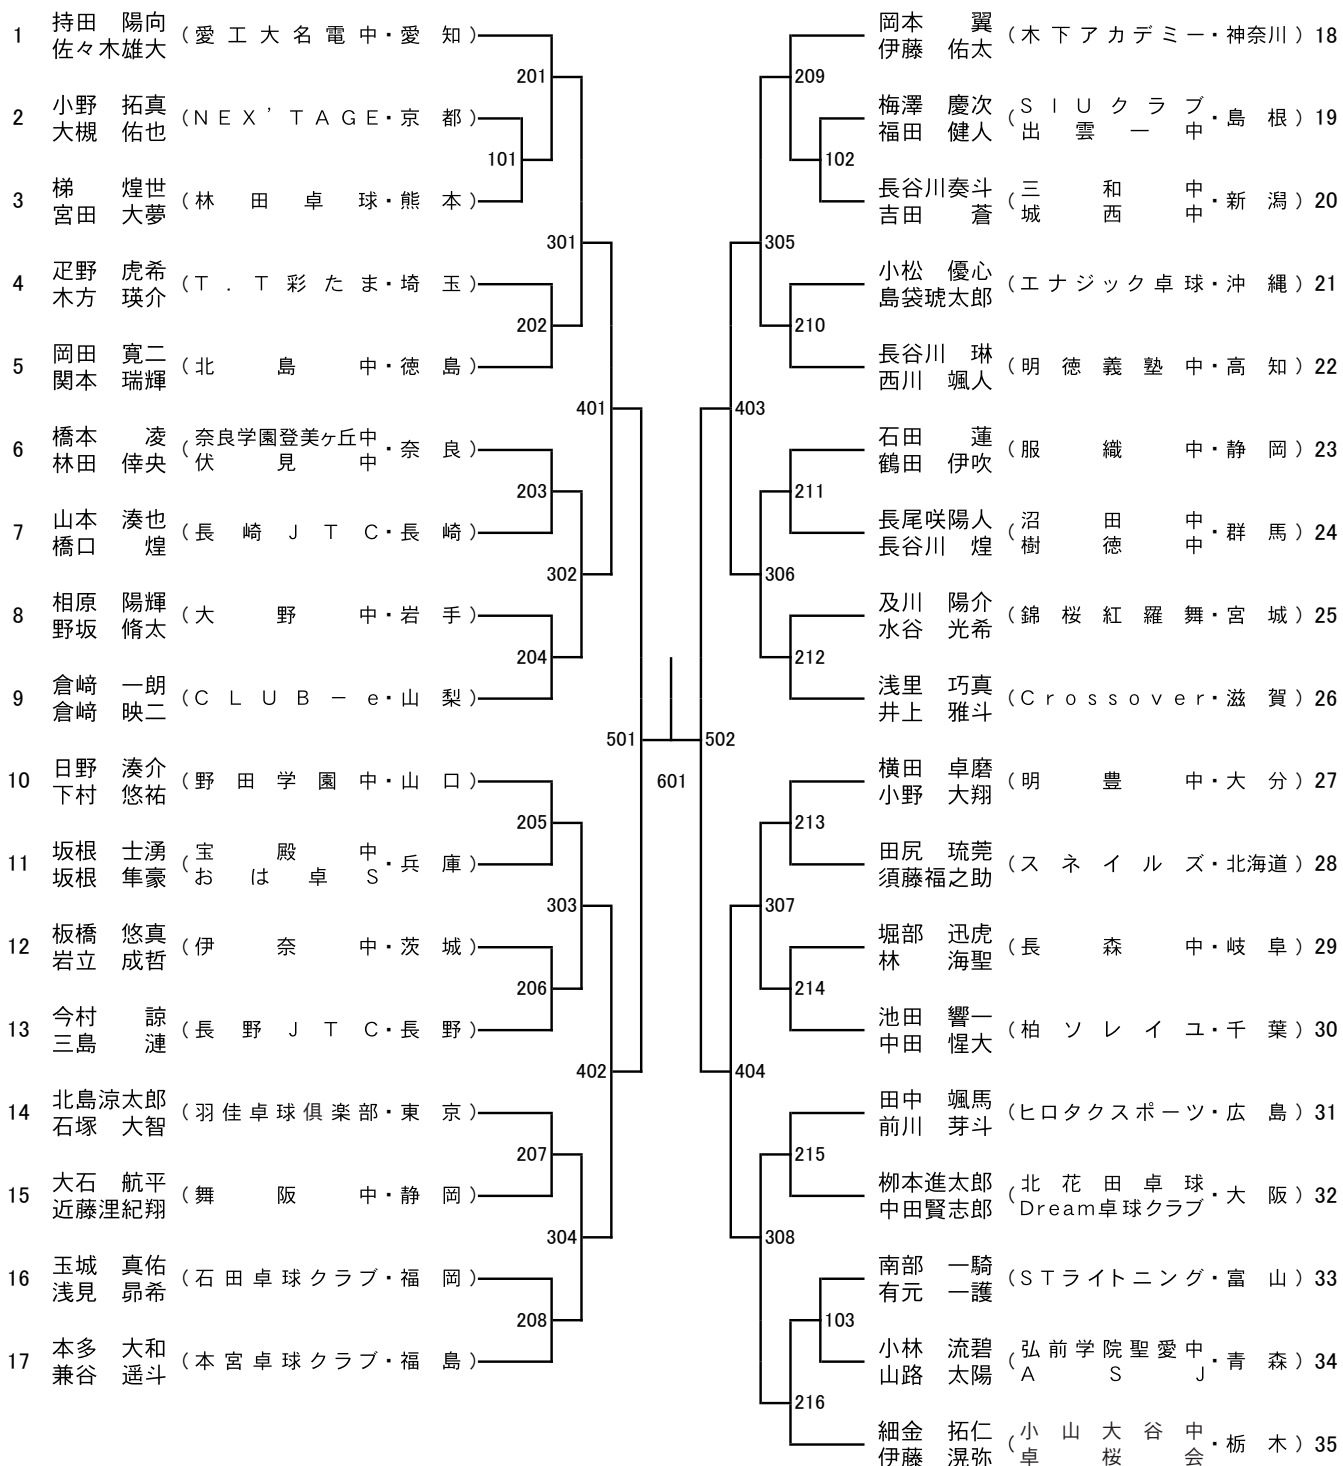 1 持田 陽向 佐々木雄大 (愛工大名電中・愛知)
2 小野 拓真 大槻 佑也 (NEX'TAGE・京都)
3 梯 煌世 宮田 大夢 (林田卓球・熊本)
4 疋野 虎希 木方 瑛介 (T.T彩たま・埼玉)
5 岡田 寛二 関本 瑞輝 (北島中・徳島)
6 橋本 凌 林田 倖央 (奈良学園登美ヶ丘中 伏見中・奈良)
7 山本 湊也 橋口 煌 (長崎JTC・長崎)
8 相原 陽輝 野坂 脩太 (大野中・岩手)
9 倉﨑 一朗 倉﨑 映二 (CLUB-e・山梨)
10 日野 湊介 下村 悠祐 (野田学園中・山口)
11 坂根 士湧 坂根 隼豪 (宝殿中 おは卓S・兵庫)
12 板橋 悠真 岩立 成哲 (伊奈中・茨城)
13 今村 諒 三島 漣 (長野JTC・長野)
14 北島涼太郎 石塚 大智 (羽佳卓球倶楽部・東京)
15 大石 航平 近藤浬紀翔 (舞阪中・静岡)
16 玉城 真佑 浅見 昴希 (石田卓球クラブ・福岡)
17 本多 大和 兼谷 遥斗 (本宮卓球クラブ・福島)
101
201
202
203
204
205
206
207
208
301
302
303
304
401
402
501
601
502
403
404
305
306
307
308
209
210
211
212
213
214
215
216
102
103
岡本 翼 伊藤 佑太 (木下アカデミー・神奈川) 18
梅澤 慶次 福田 健人 (SIUクラブ 出雲一中・島根) 19
長谷川奏斗 吉田 蒼 (三和中 城西中・新潟) 20
小松 優心 島袋琥太郎 (エナジック卓球・沖縄) 21
長谷川 琳 西川 颯人 (明徳義塾中・高知) 22
石田 蓮 鶴田 伊吹 (服織中・静岡) 23
長尾咲陽人 長谷川 煌 (沼田中 樹徳中・群馬) 24
及川 陽介 水谷 光希 (錦桜紅羅舞・宮城) 25
浅里 巧真 井上 雅斗 (Crossover・滋賀) 26
横田 卓磨 小野 大翔 (明豊中・大分) 27
田尻 琉莞 須藤福之助 (スネイルズ・北海道) 28
堀部 迅虎 林 海聖 (長森中・岐阜) 29
池田 響一 中田 惺大 (柏ソレイユ・千葉) 30
田中 颯馬 前川 芽斗 (ヒロタクスポーツ・広島) 31
栁本進太郎 中田賢志郎 (北花田卓球 Dream卓球クラブ・大阪) 32
南部 一騎 有元 一護 (STライトニング・富山) 33
小林 流碧 山路 太陽 (弘前学院聖愛中 ASJ・青森) 34
細金 拓仁 伊藤 滉弥 (小山大谷中 卓桜会・栃木) 35